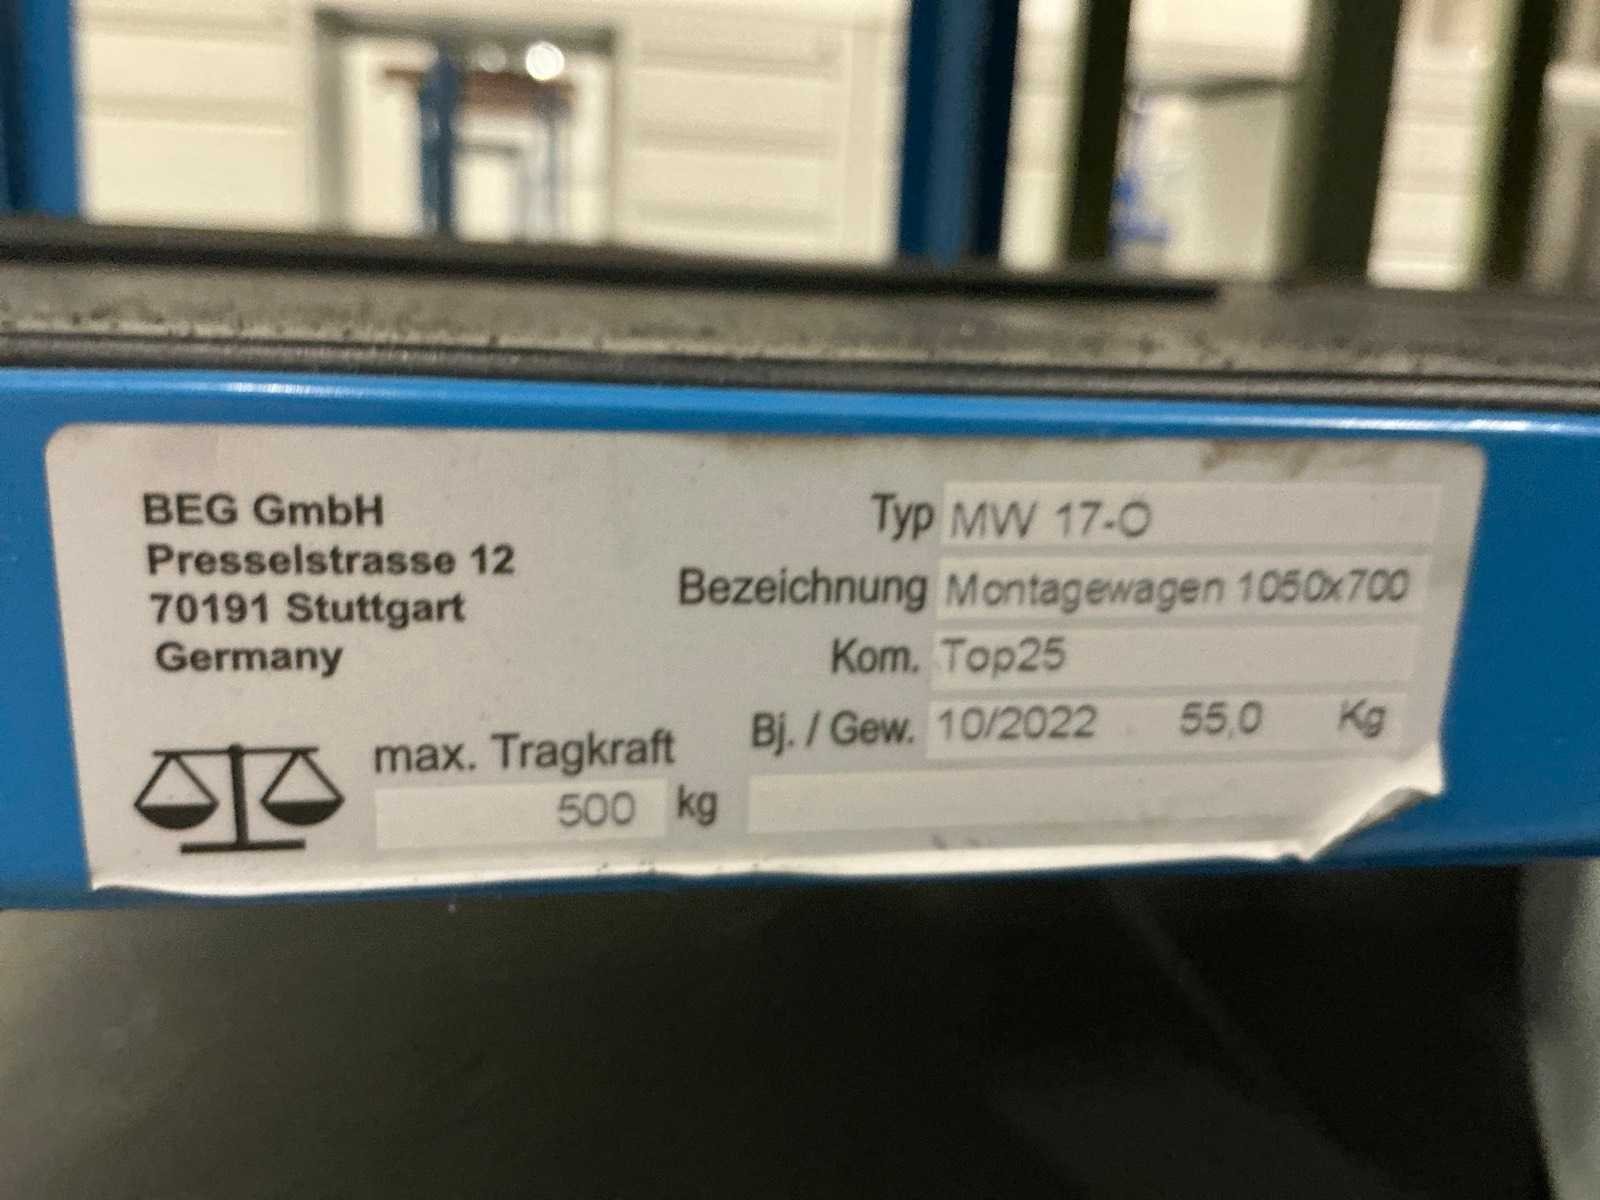 BEG GmbH
Presselstrasse 12
70191 Stuttgart
Germany
Typ MW 17-O
Bezeichnung Montagewagen 1050x700
Kom. Top25
Bj. / Gew. 10/2022 55,0 Kg
max. Tragkraft
500 kg